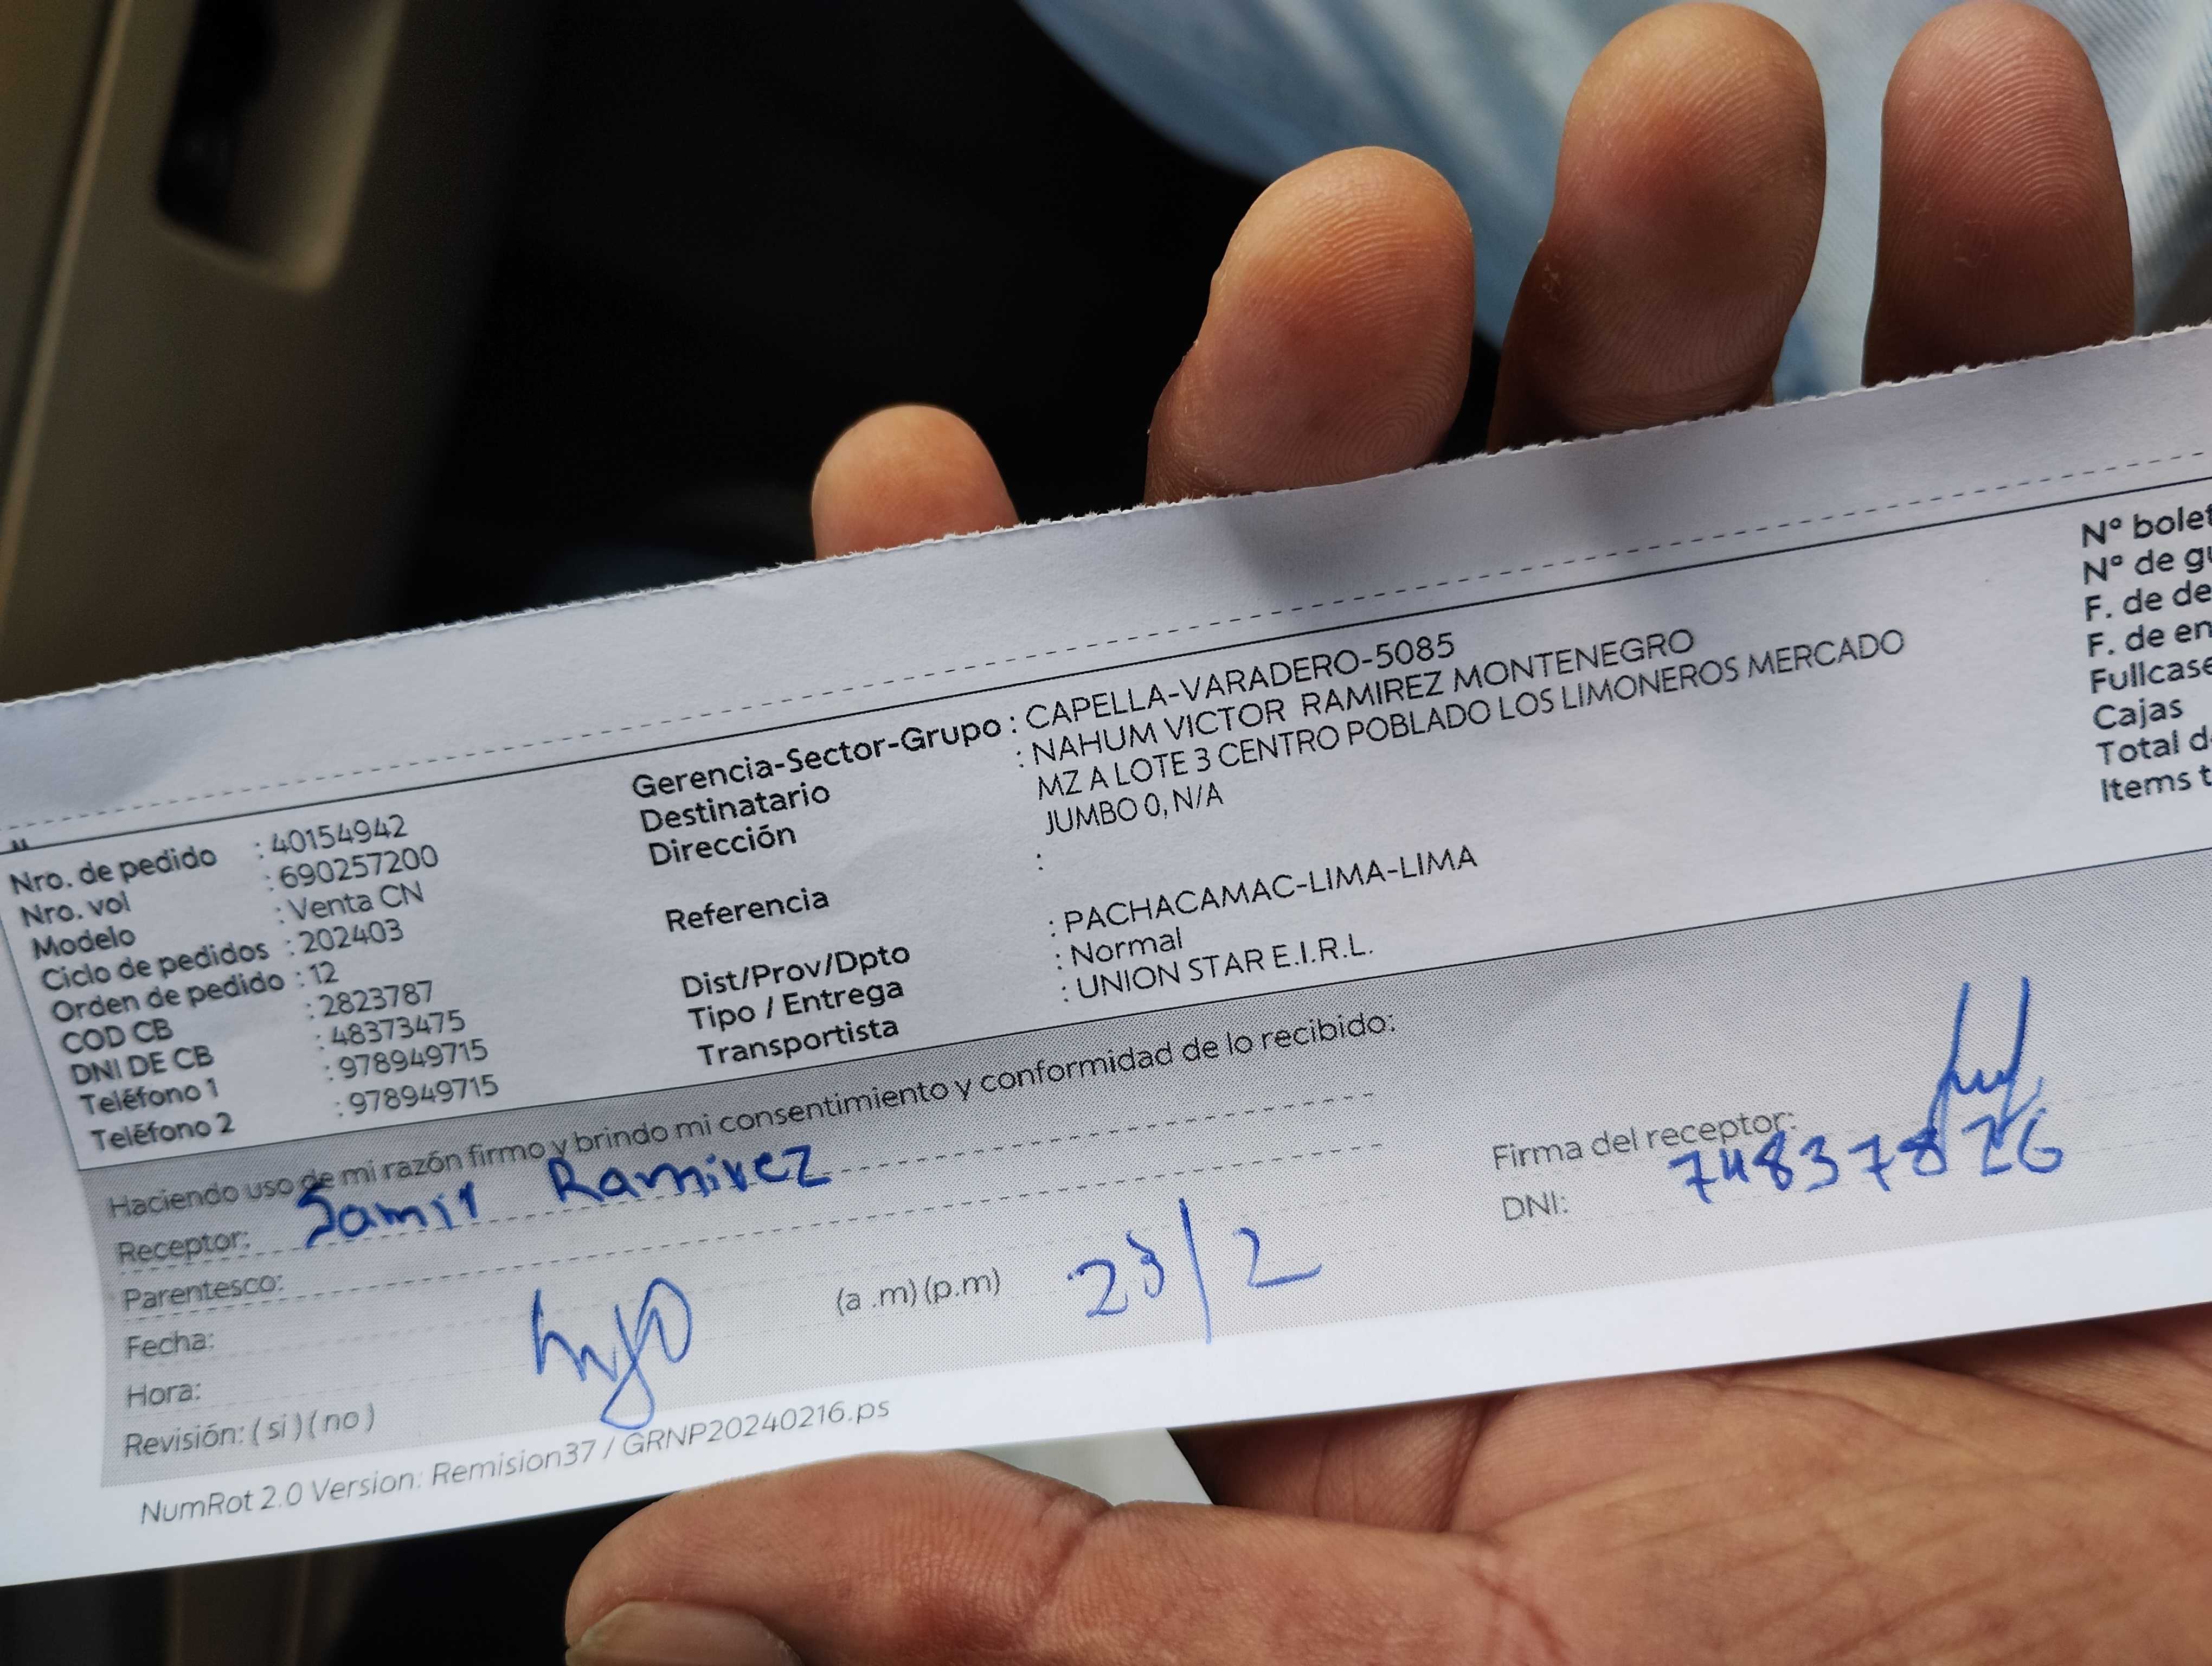 Nro. de pedido : 40154942
Nro. vol : 690257200
Modelo : Venta CN
Ciclo de pedidos : 202403
Orden de pedido : 12
COD CB : 2823787
DNI DE CB : 48373475
Teléfono 1 : 978949715
Teléfono 2 : 978949715
Gerencia-Sector-Grupo : CAPELLA-VARADERO-5085
Destinatario : NAHUM VICTOR RAMIREZ MONTENEGRO
Dirección MZ A LOTE 3 CENTRO POBLADO LOS LIMONEROS MERCADO
JUMBO 0, N/A
Referencia :
Dist/Prov/Dpto : PACHACAMAC-LIMA-LIMA
Tipo / Entrega : Normal
Transportista : UNION STAR E.I.R.L.
Nº bolet
Nº de gu
F. de de
F. de en
Fullcase
Cajas
Total d
Items t
Haciendo uso de mi razón firmo y brindo mi consentimiento y conformidad de lo recibido:
Receptor: Samir Ramirez
Parentesco:
Fecha: hijo (a .m) (p.m) 23/2
Hora:
Revisión: ( si ) ( no )
Firma del receptor:
DNI: 74837826
NumRot 2.0 Version: Remision37 / GRNP20240216.ps